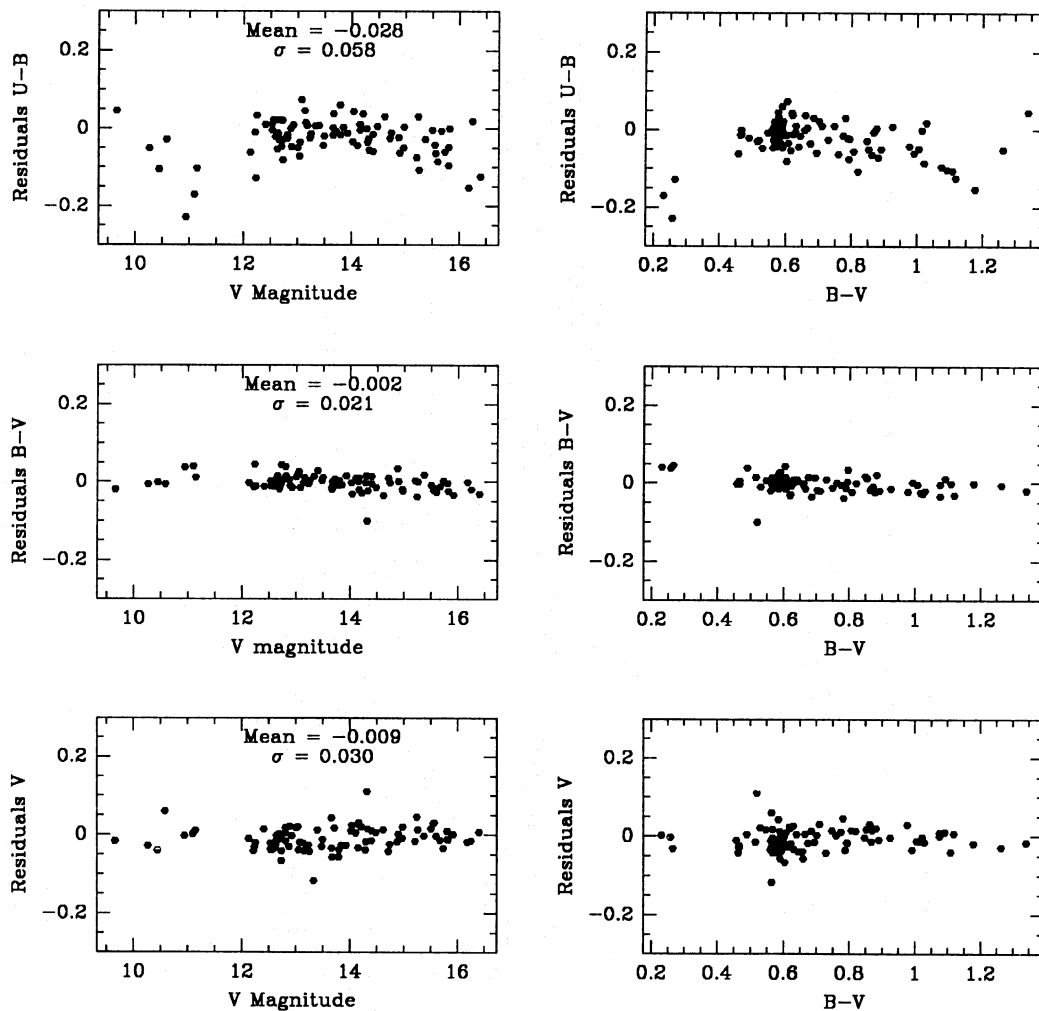 Mean = −0.028
σ = 0.058
0.2
0
−0.2
Residuals U−B
10
12
14
16
V Magnitude
0.2
0
−0.2
Residuals U−B
0.2
0.4
0.6
0.8
1
1.2
B−V
Mean = −0.002
σ = 0.021
0.2
0
−0.2
Residuals B−V
10
12
14
16
V magnitude
0.2
0
−0.2
Residuals B−V
0.2
0.4
0.6
0.8
1
1.2
B−V
Mean = −0.009
σ = 0.030
0.2
0
−0.2
Residuals V
10
12
14
16
V Magnitude
0.2
0
−0.2
Residuals V
0.2
0.4
0.6
0.8
1
1.2
B−V